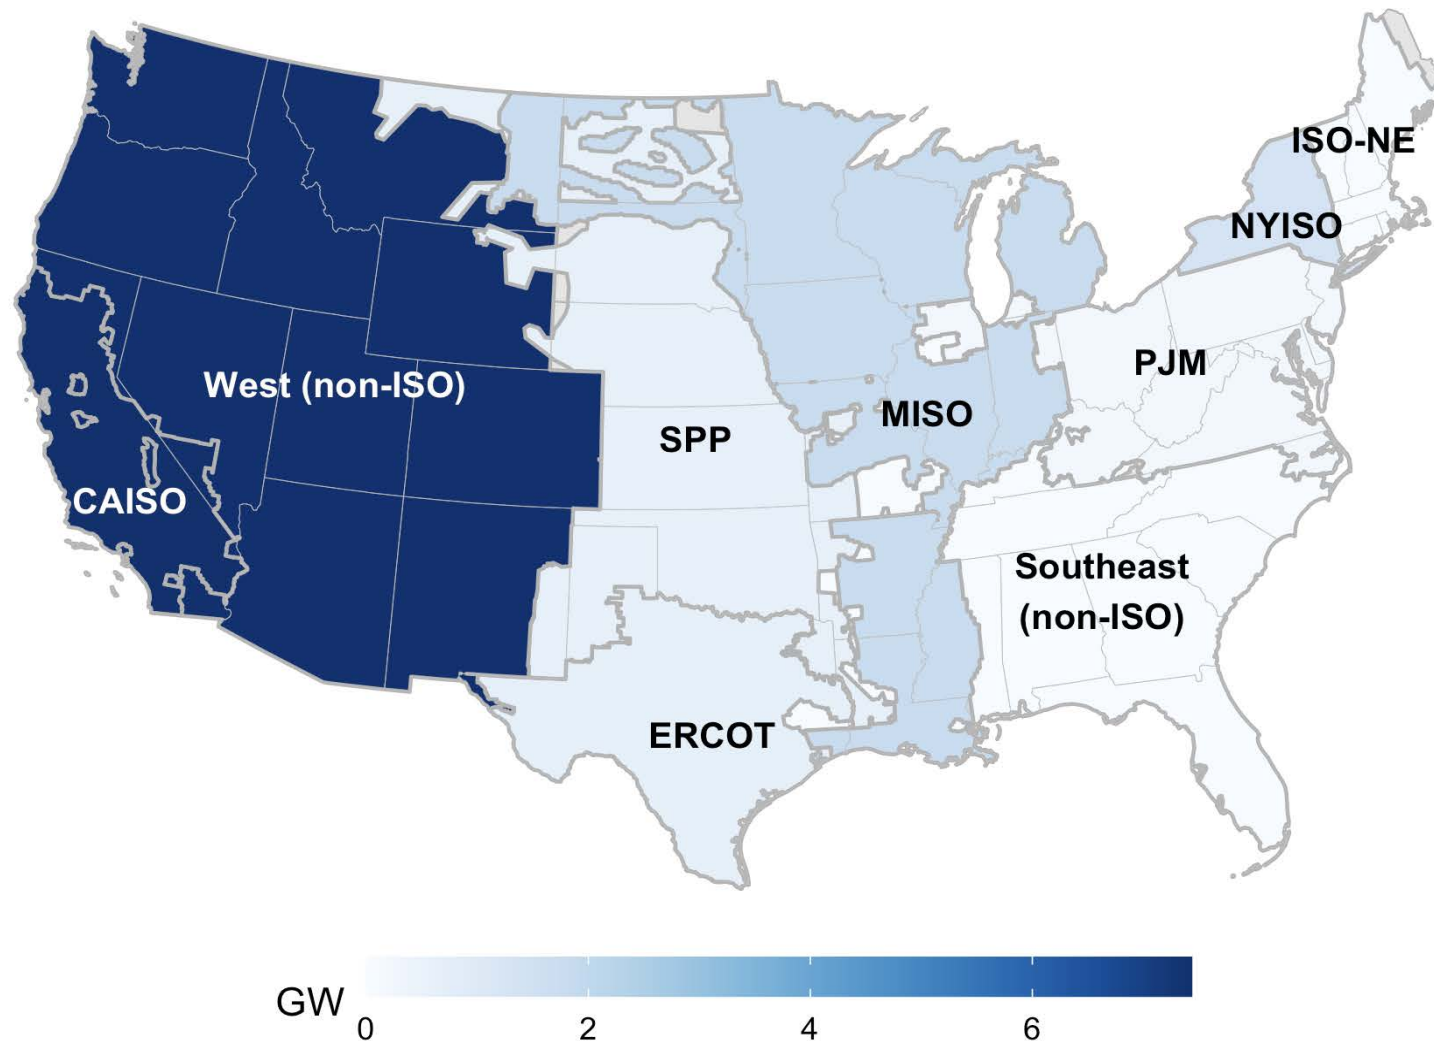 ISO-NE
NYISO
PJM
West (non-ISO)
MISO
SPP
CAISO
Southeast
(non-ISO)
ERCOT
GW
0 2 4 6